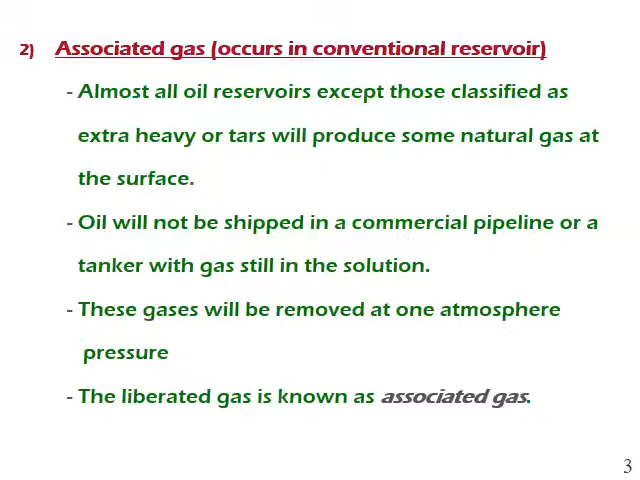 2) Associated gas (occurs in conventional reservoir)
- Almost all oil reservoirs except those classified as
extra heavy or tars will produce some natural gas at
the surface.
- Oil will not be shipped in a commercial pipeline or a
tanker with gas still in the solution.
- These gases will be removed at one atmosphere
pressure
- The liberated gas is known as associated gas.
3